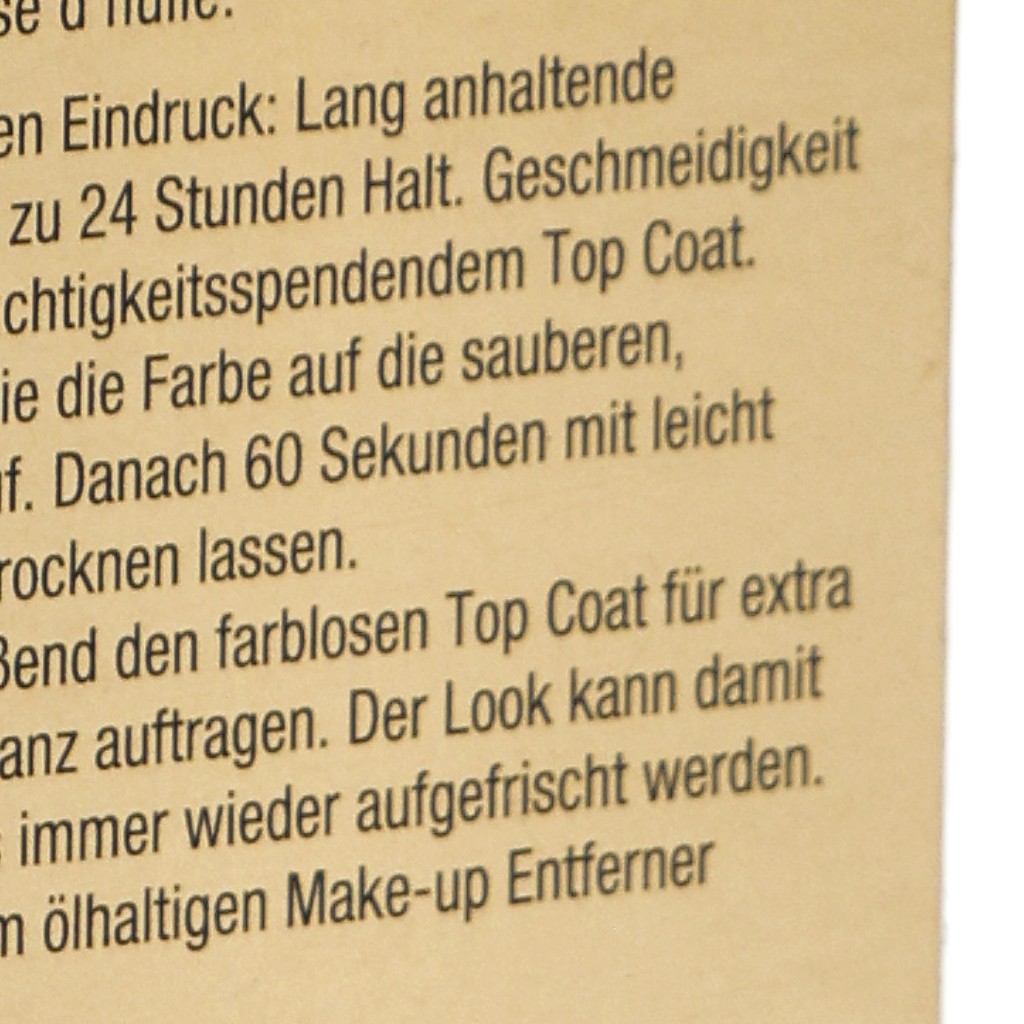 en Eindruck: Lang anhaltende
zu 24 Stunden Halt. Geschmeidigkeit
chtigkeitsspendendem Top Coat.
ie die Farbe auf die sauberen,
f. Danach 60 Sekunden mit leicht
rocknen lassen.
ßend den farblosen Top Coat für extra
anz auftragen. Der Look kann damit
immer wieder aufgefrischt werden.
m ölhaltigen Make-up Entferner